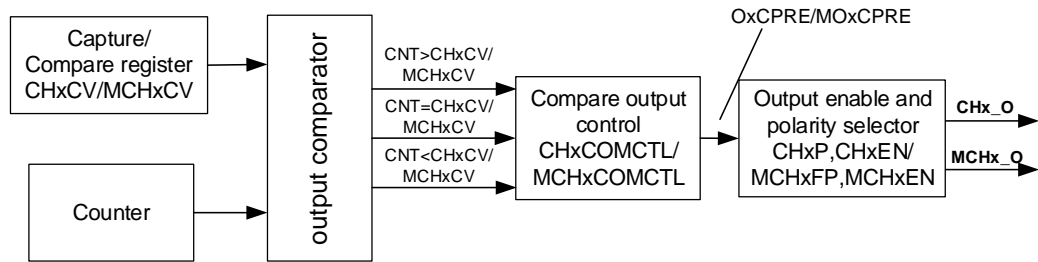 Capture/
Compare register
CHxCV/MCHxCV
Counter
output comparator
CNT>CHxCV/
MCHxCV
CNT=CHxCV/
MCHxCV
CNT<CHxCV/
MCHxCV
Compare output
control
CHxCOMCTL/
MCHxCOMCTL
OxCPRE/MOxCPRE
Output enable and
polarity selector
CHxP,CHxEN/
MCHxFP,MCHxEN
CHx_O
MCHx_O